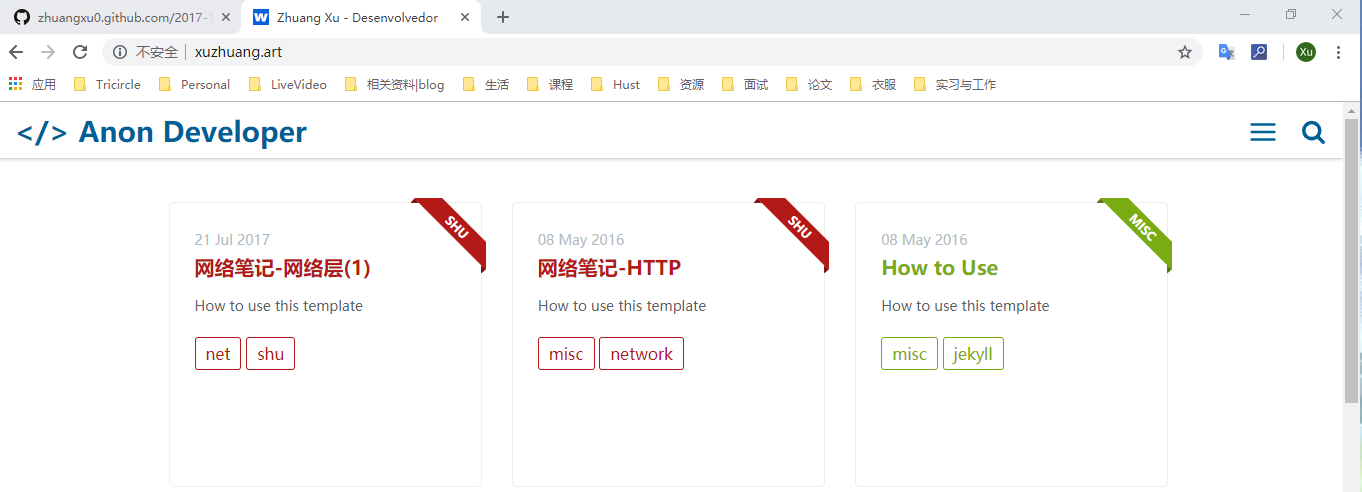 zhuangxu0.github.com/2017-1
Zhuang Xu - Desenvolvedor
不安全
xuzhuang.art
Xu
应用
Tricircle
Personal
LiveVideo
相关资料|blog
生活
课程
Hust
资源
面试
论文
衣服
实习与工作
</> Anon Developer
SHU
21 Jul 2017
网络笔记-网络层(1)
How to use this template
net
shu
SHU
08 May 2016
网络笔记-HTTP
How to use this template
misc
network
MISC
08 May 2016
How to Use
How to use this template
misc
jekyll